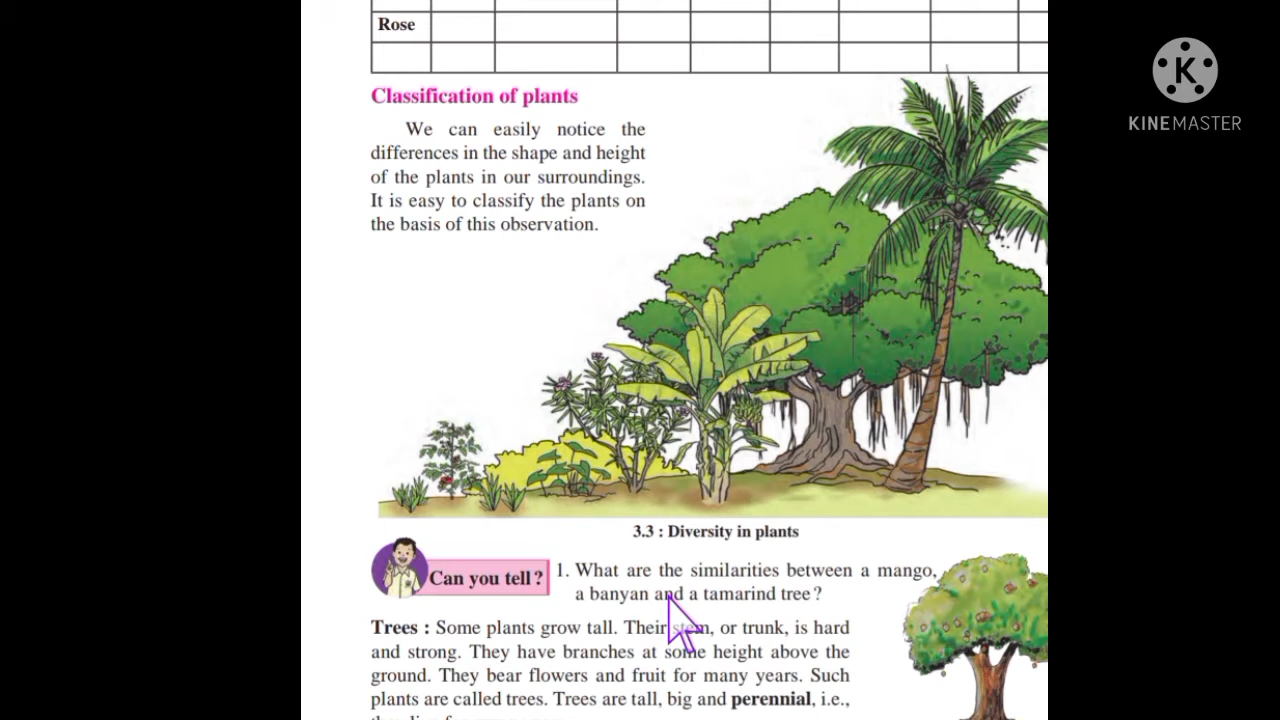 Rose
KINEMASTER
Classification of plants
We can easily notice the
differences in the shape and height
of the plants in our surroundings.
It is easy to classify the plants on
the basis of this observation.
3.3 : Diversity in plants
Can you tell?
1. What are the similarities between a mango,
a banyan and a tamarind tree?
Trees : Some plants grow tall. Their stem, or trunk, is hard
and strong. They have branches at some height above the
ground. They bear flowers and fruit for many years. Such
plants are called trees. Trees are tall, big and perennial, i.e.,